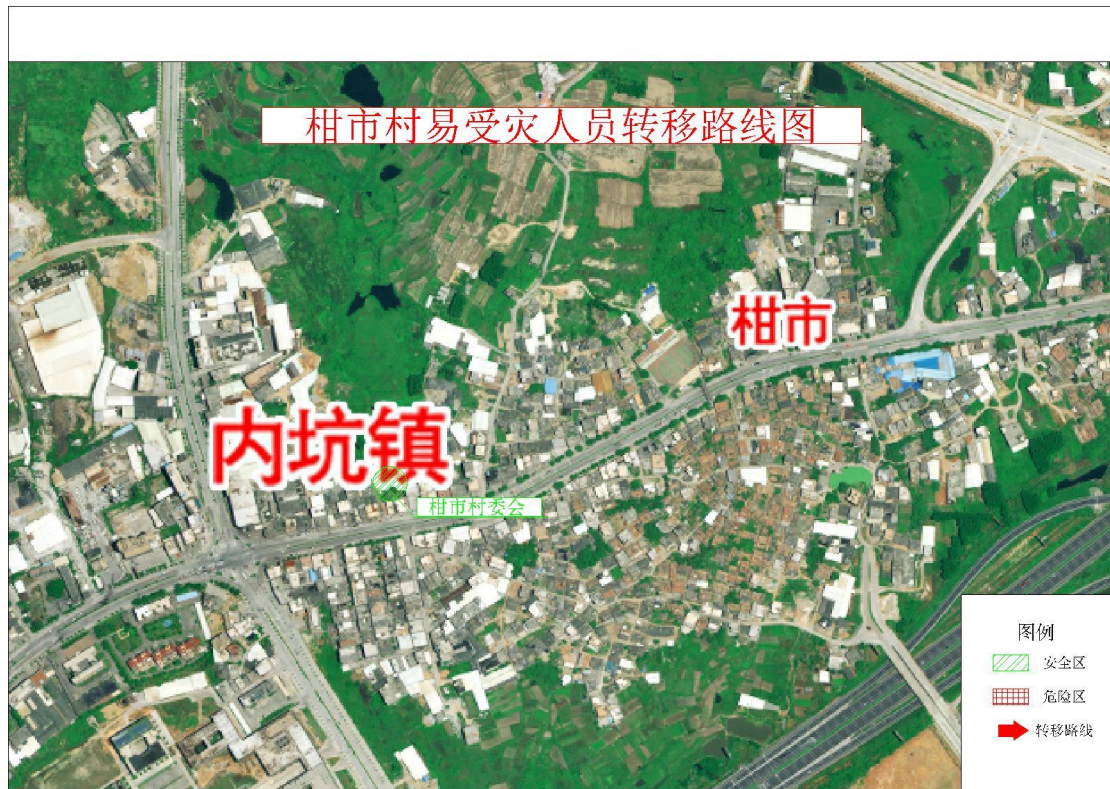 柑市村易受灾人员转移路线图
柑市
内坑镇
柑市村委会
图例
安全区
危险区
转移路线